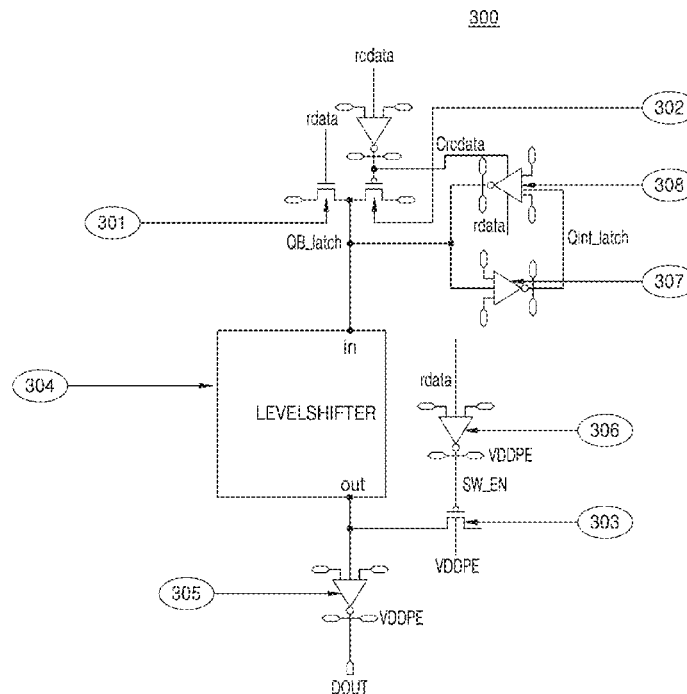 300
rcdata
302
rdata
Crcdata
308
301
rdata
QB_latch
Qint_latch
307
in
304
rdata
LEVELSHIFTER
306
VDDPE
out
SW_EN
303
VDDPE
305
VDDPE
DOUT